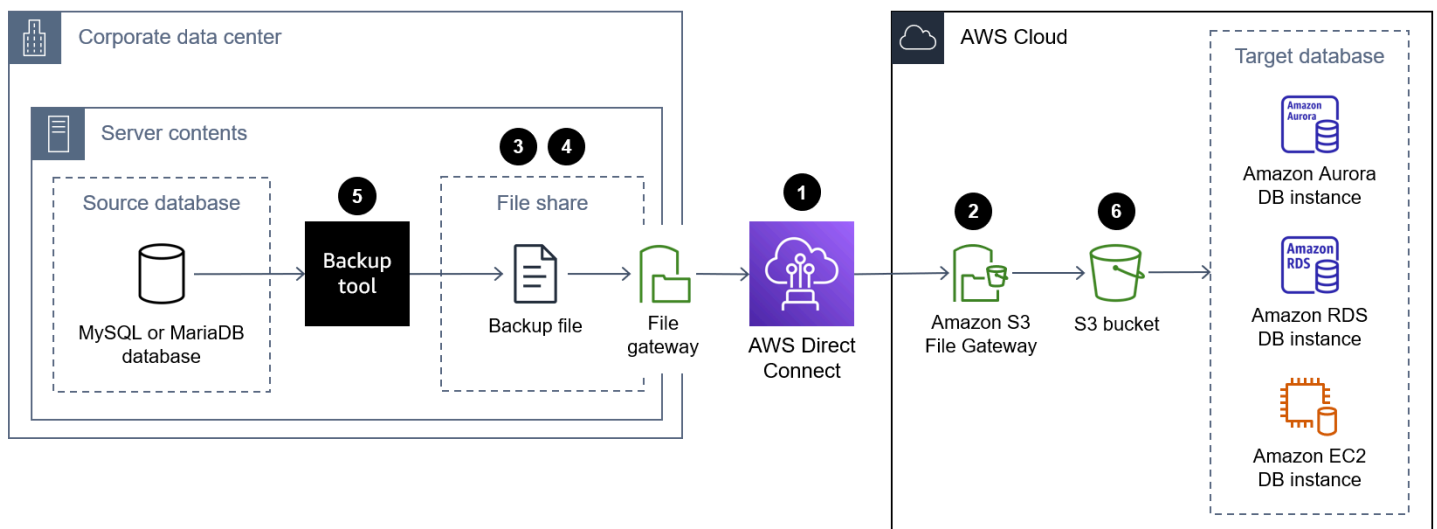 Corporate data center
AWS Cloud
Target database
Amazon
Aurora
Amazon Aurora
DB instance
Server contents
3
4
Source database
5
File share
1
2
6
Backup
tool
MySQL or MariaDB
database
Backup file
File
gateway
AWS Direct
Connect
Amazon S3
File Gateway
S3 bucket
Amazon
RDS
Amazon RDS
DB instance
Amazon EC2
DB instance